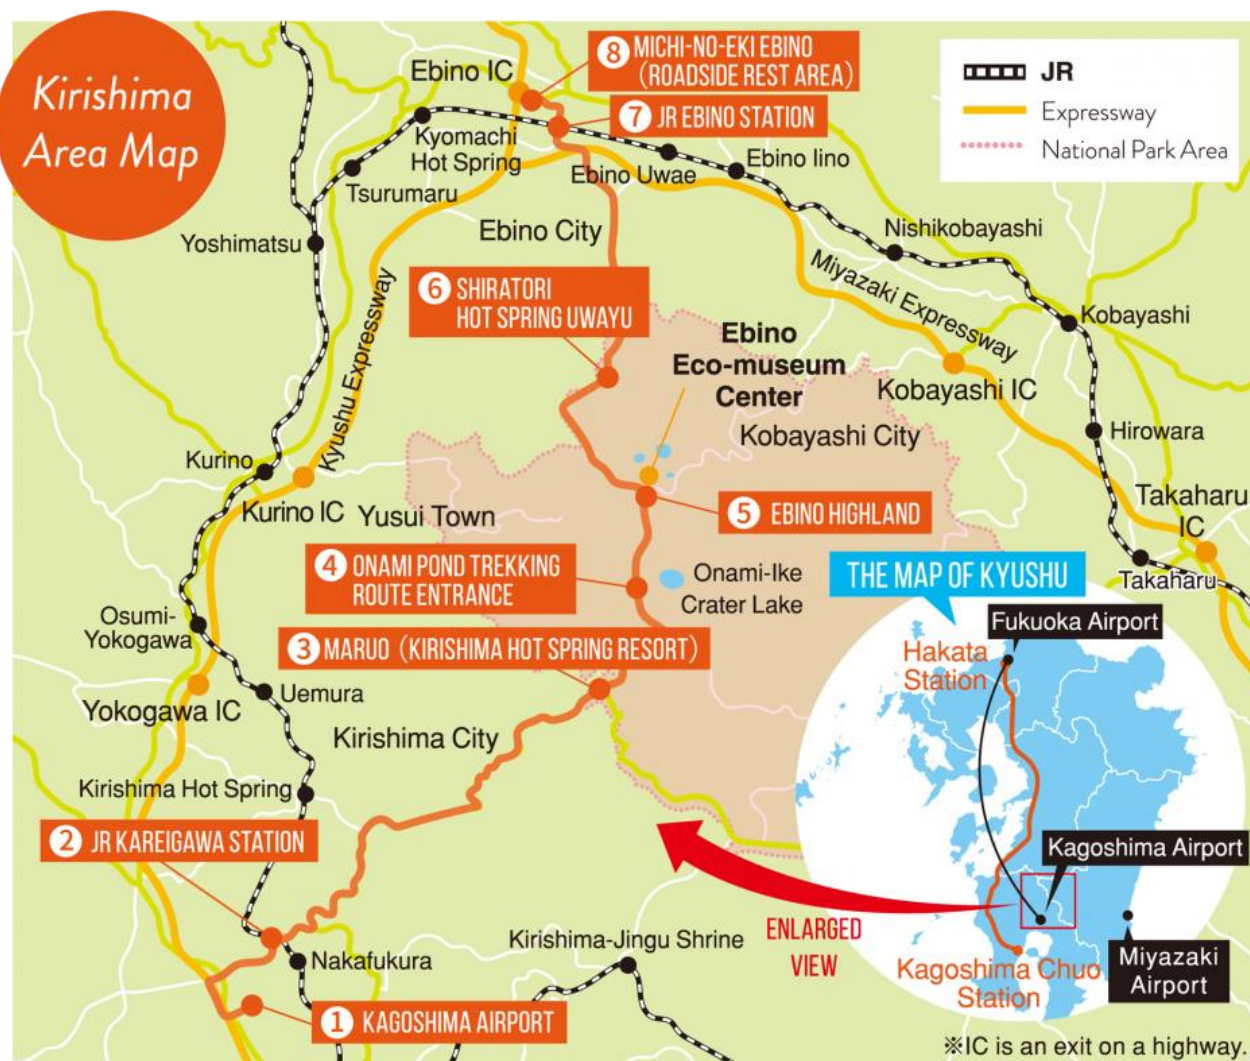 Kirishima
Area Map
8 MICHI-NO-EKI EBINO
(ROADSIDE REST AREA)
7 JR EBINO STATION
JR
Expressway
National Park Area
Ebino IC
Kyomachi
Hot Spring
Tsurumaru
Yoshimatsu
Ebino Uwae
Ebino Iino
Ebino City
Nishikobayashi
6 SHIRATORI
HOT SPRING UWAYU
Kyushu Expressway
Miyazaki Expressway
Kobayashi
Ebino
Eco-museum
Center
Kobayashi IC
Kobayashi City
Hirowara
Kurino
Kurino IC
Yusui Town
5 EBINO HIGHLAND
Takaharu
IC
4 ONAMI POND TREKKING
ROUTE ENTRANCE
Onami-Ike
Crater Lake
THE MAP OF KYUSHU
Takaharu
Osumi-
Yokogawa
3 MARUO (KIRISHIMA HOT SPRING RESORT)
Fukuoka Airport
Hakata
Station
Uemura
Yokogawa IC
Kirishima City
Kirishima Hot Spring
2 JR KAREIGAWA STATION
Kagoshima Airport
ENLARGED
VIEW
Kirishima-Jingu Shrine
Nakafukura
Kagoshima Chuo
Station
Miyazaki
Airport
1 KAGOSHIMA AIRPORT
※IC is an exit on a highway.